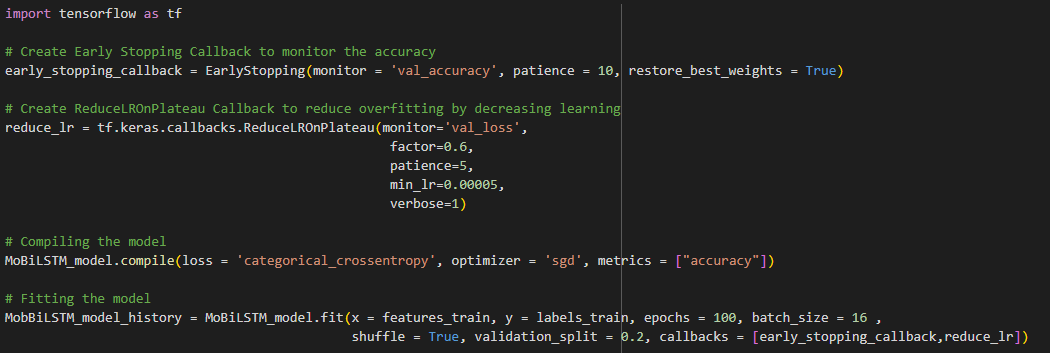 import tensorflow as tf
# Create Early Stopping Callback to monitor the accuracy
early_stopping_callback = EarlyStopping(monitor = 'val_accuracy', patience = 10, restore_best_weights = True)
# Create ReduceLROnPlateau Callback to reduce overfitting by decreasing learning
reduce_lr = tf.keras.callbacks.ReduceLROnPlateau(monitor='val_loss',
factor=0.6,
patience=5,
min_lr=0.00005,
verbose=1)
# Compiling the model
MoBiLSTM_model.compile(loss = 'categorical_crossentropy', optimizer = 'sgd', metrics = ["accuracy"])
# Fitting the model
MobBiLSTM_model_history = MoBiLSTM_model.fit(x = features_train, y = labels_train, epochs = 100, batch_size = 16 ,
shuffle = True, validation_split = 0.2, callbacks = [early_stopping_callback,reduce_lr])